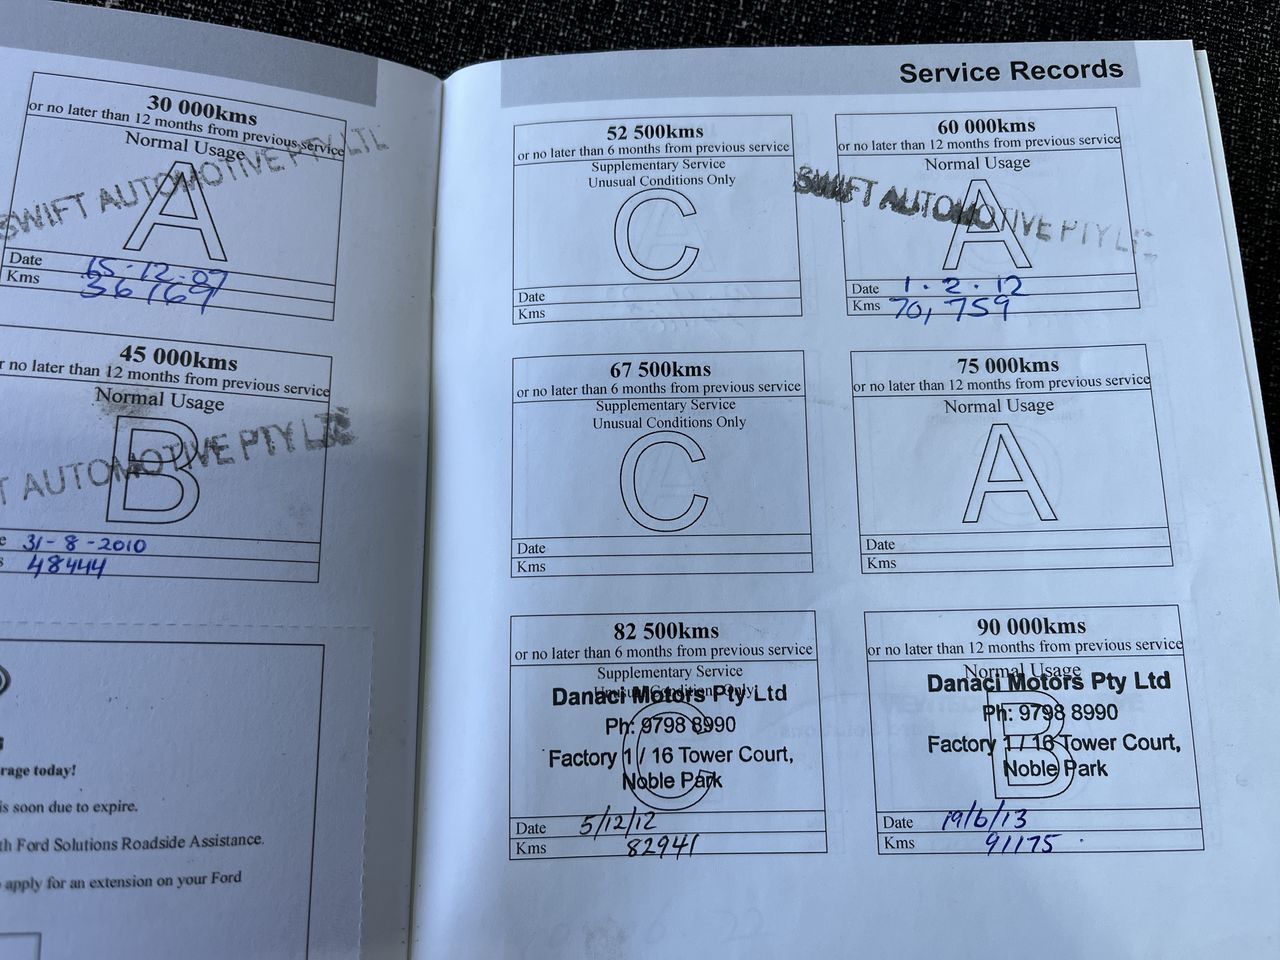 30 000kms
or no later than 12 months from previous service
Normal Usage
SWIFT AUTOMOTIVE PTY LTD
A
Date 15-12-07
Kms 36169
45 000kms
r no later than 12 months from previous service
Normal Usage
T AUTOMOTIVE PTY LTD
B
e 31-8-2010
s 48444
rage today!
is soon due to expire.
th Ford Solutions Roadside Assistance.
apply for an extension on your Ford
Service Records
52 500kms
or no later than 6 months from previous service
Supplementary Service
Unusual Conditions Only
C
Date
Kms
60 000kms
or no later than 12 months from previous service
Normal Usage
SWIFT AUTOMOTIVE PTY LT
A
Date 1.2.12
Kms 70,759
67 500kms
or no later than 6 months from previous service
Supplementary Service
Unusual Conditions Only
C
Date
Kms
75 000kms
or no later than 12 months from previous service
Normal Usage
A
Date
Kms
82 500kms
or no later than 6 months from previous service
Supplementary Service
Unusual Conditions Only
Danaci Motors Pty Ltd
Ph: 9798 8990
Factory 1 / 16 Tower Court,
Noble Park
C
Date 5/12/12
Kms 82941
90 000kms
or no later than 12 months from previous service
Normal Usage
Danaci Motors Pty Ltd
Ph: 9798 8990
Factory 1 / 16 Tower Court,
Noble Park
B
Date 19/6/13
Kms 91175